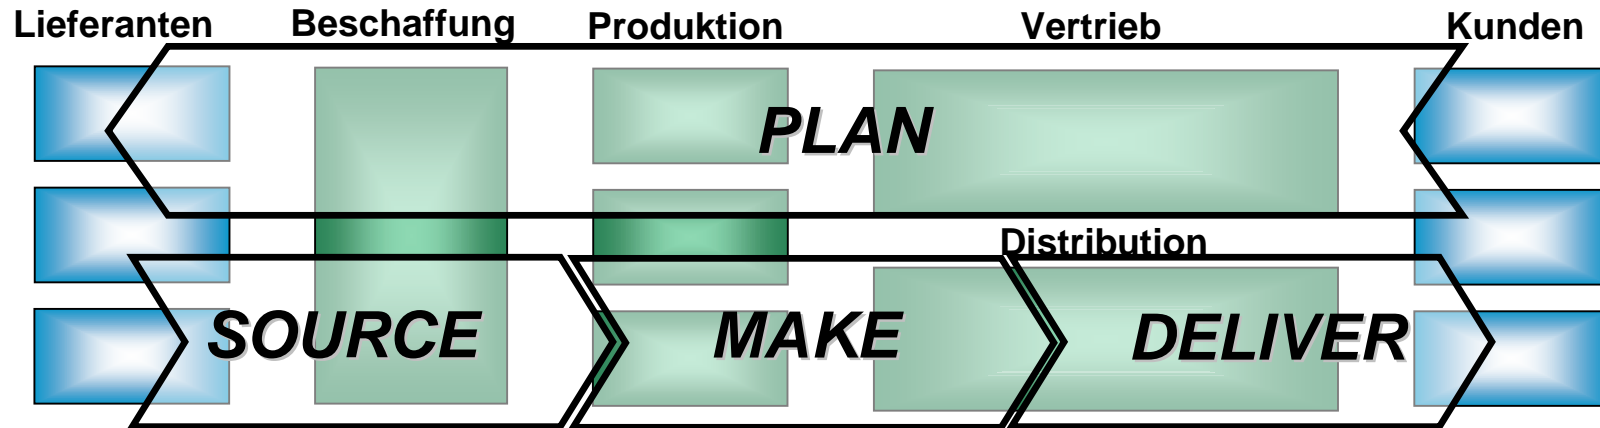 Lieferanten Beschaffung Produktion Vertrieb Kunden
PLAN
Distribution
SOURCE MAKE DELIVER